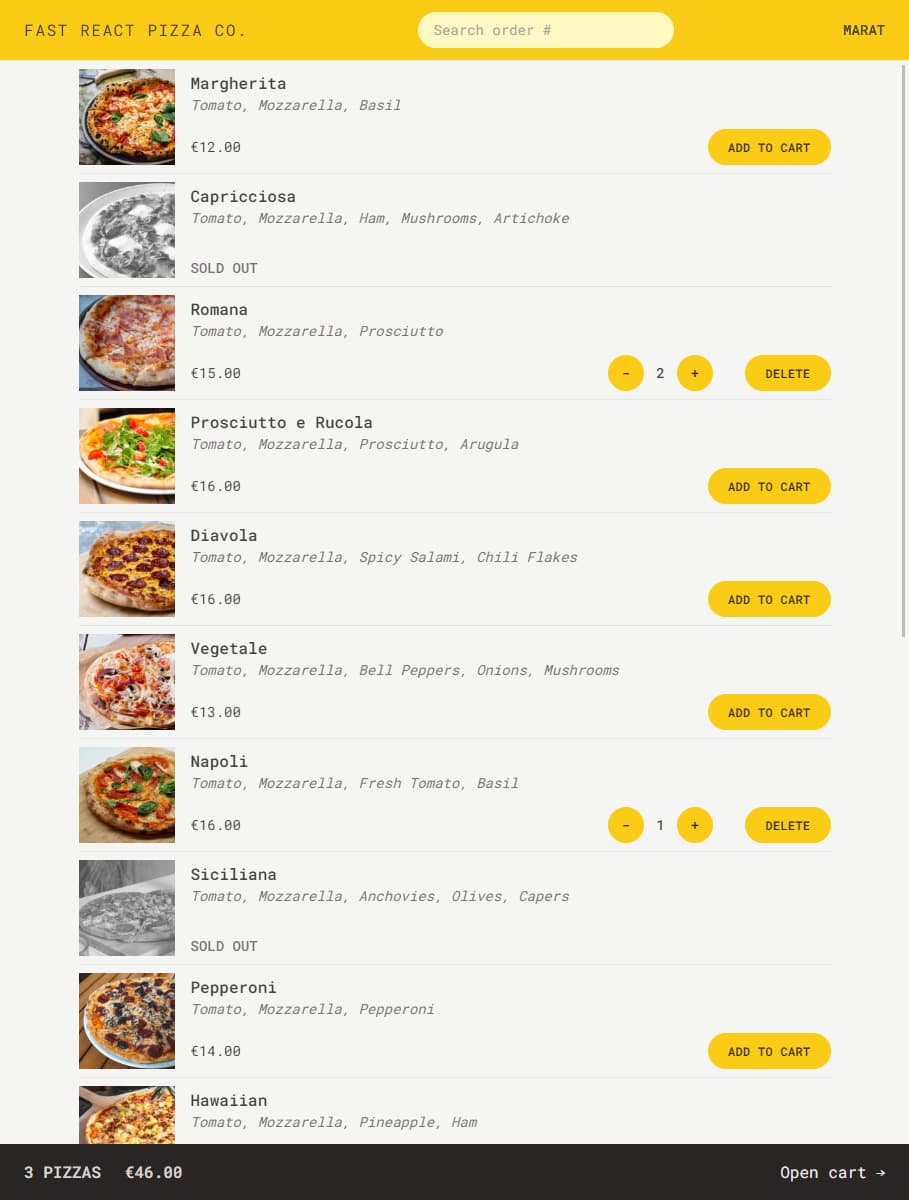 FAST REACT PIZZA CO.
Search order #
MARAT
Margherita
Tomato, Mozzarella, Basil
€12.00
ADD TO CART
Capricciosa
Tomato, Mozzarella, Ham, Mushrooms, Artichoke
SOLD OUT
Romana
Tomato, Mozzarella, Prosciutto
€15.00
- 2 + DELETE
Prosciutto e Rucola
Tomato, Mozzarella, Prosciutto, Arugula
€16.00
ADD TO CART
Diavola
Tomato, Mozzarella, Spicy Salami, Chili Flakes
€16.00
ADD TO CART
Vegetale
Tomato, Mozzarella, Bell Peppers, Onions, Mushrooms
€13.00
ADD TO CART
Napoli
Tomato, Mozzarella, Fresh Tomato, Basil
€16.00
- 1 + DELETE
Siciliana
Tomato, Mozzarella, Anchovies, Olives, Capers
SOLD OUT
Pepperoni
Tomato, Mozzarella, Pepperoni
€14.00
ADD TO CART
Hawaiian
Tomato, Mozzarella, Pineapple, Ham
3 PIZZAS €46.00
Open cart →